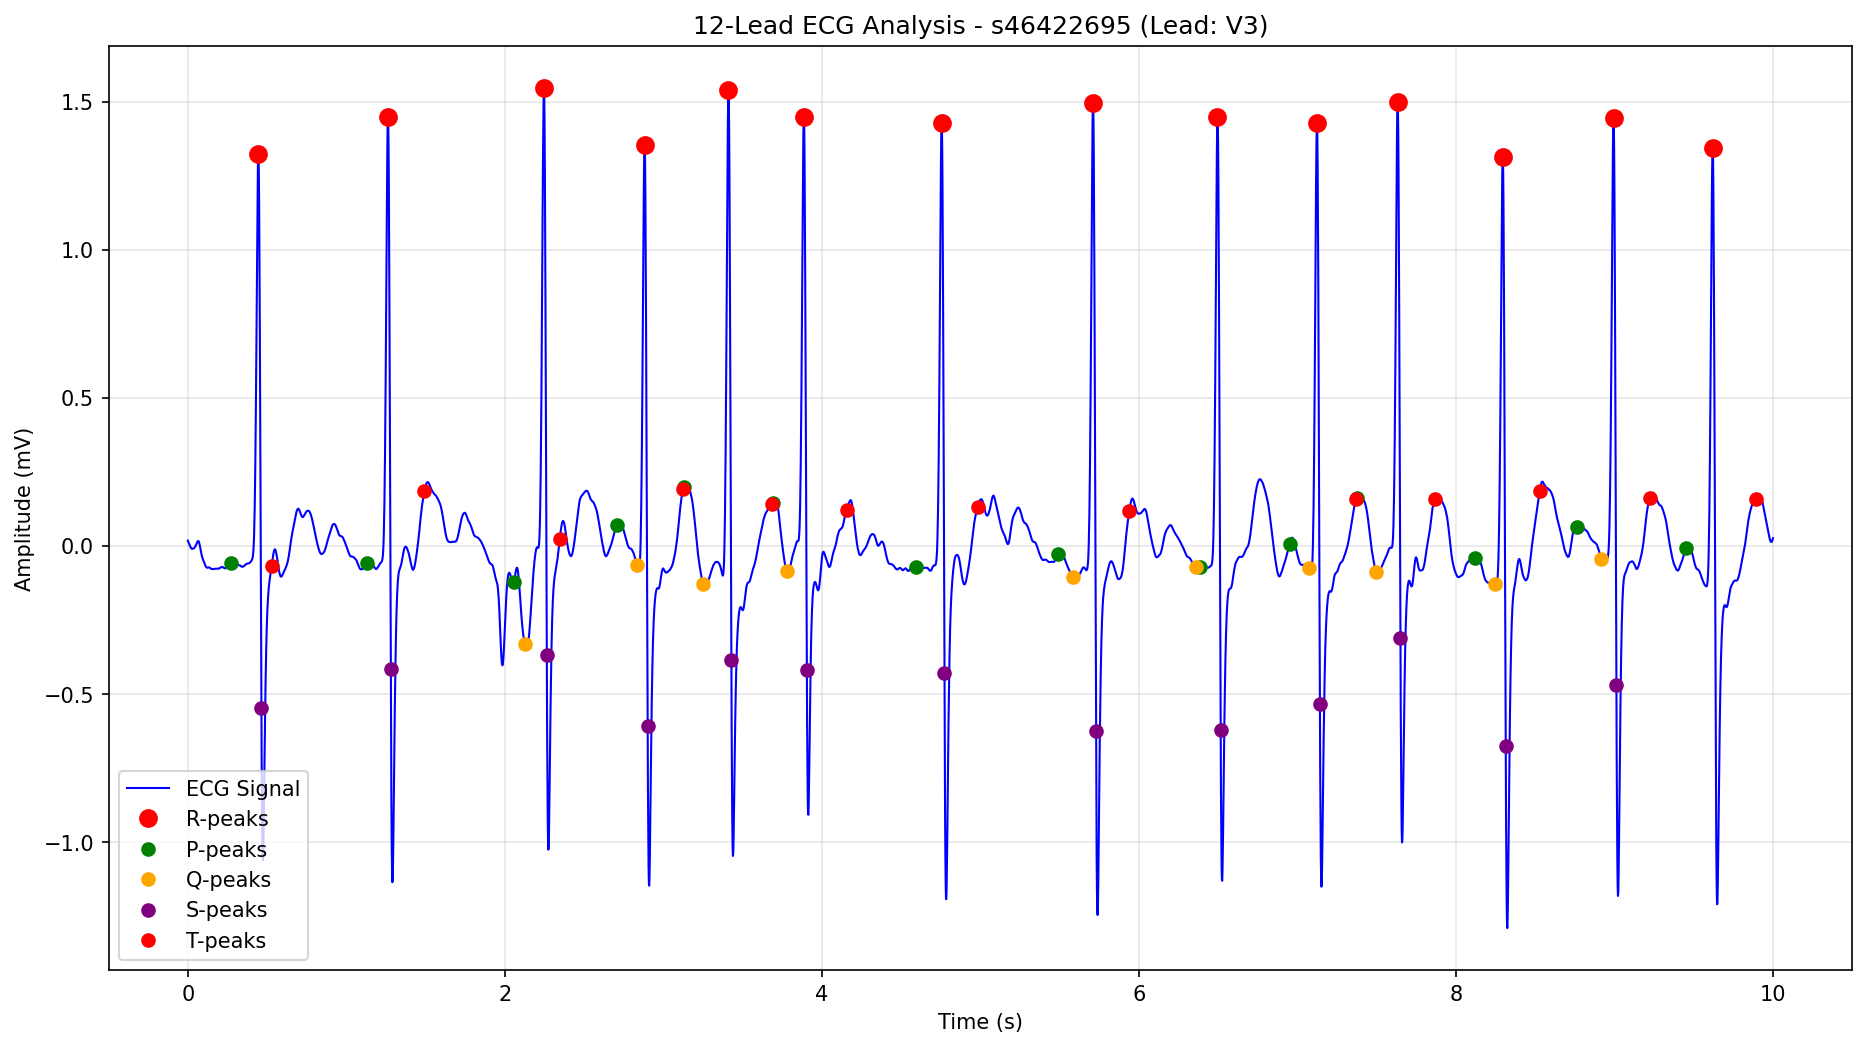 12-Lead ECG Analysis - s46422695 (Lead: V3)
Amplitude (mV)
1.5
1.0
0.5
0.0
−0.5
−1.0
ECG Signal
R-peaks
P-peaks
Q-peaks
S-peaks
T-peaks
0 2 4 6 8 10
Time (s)